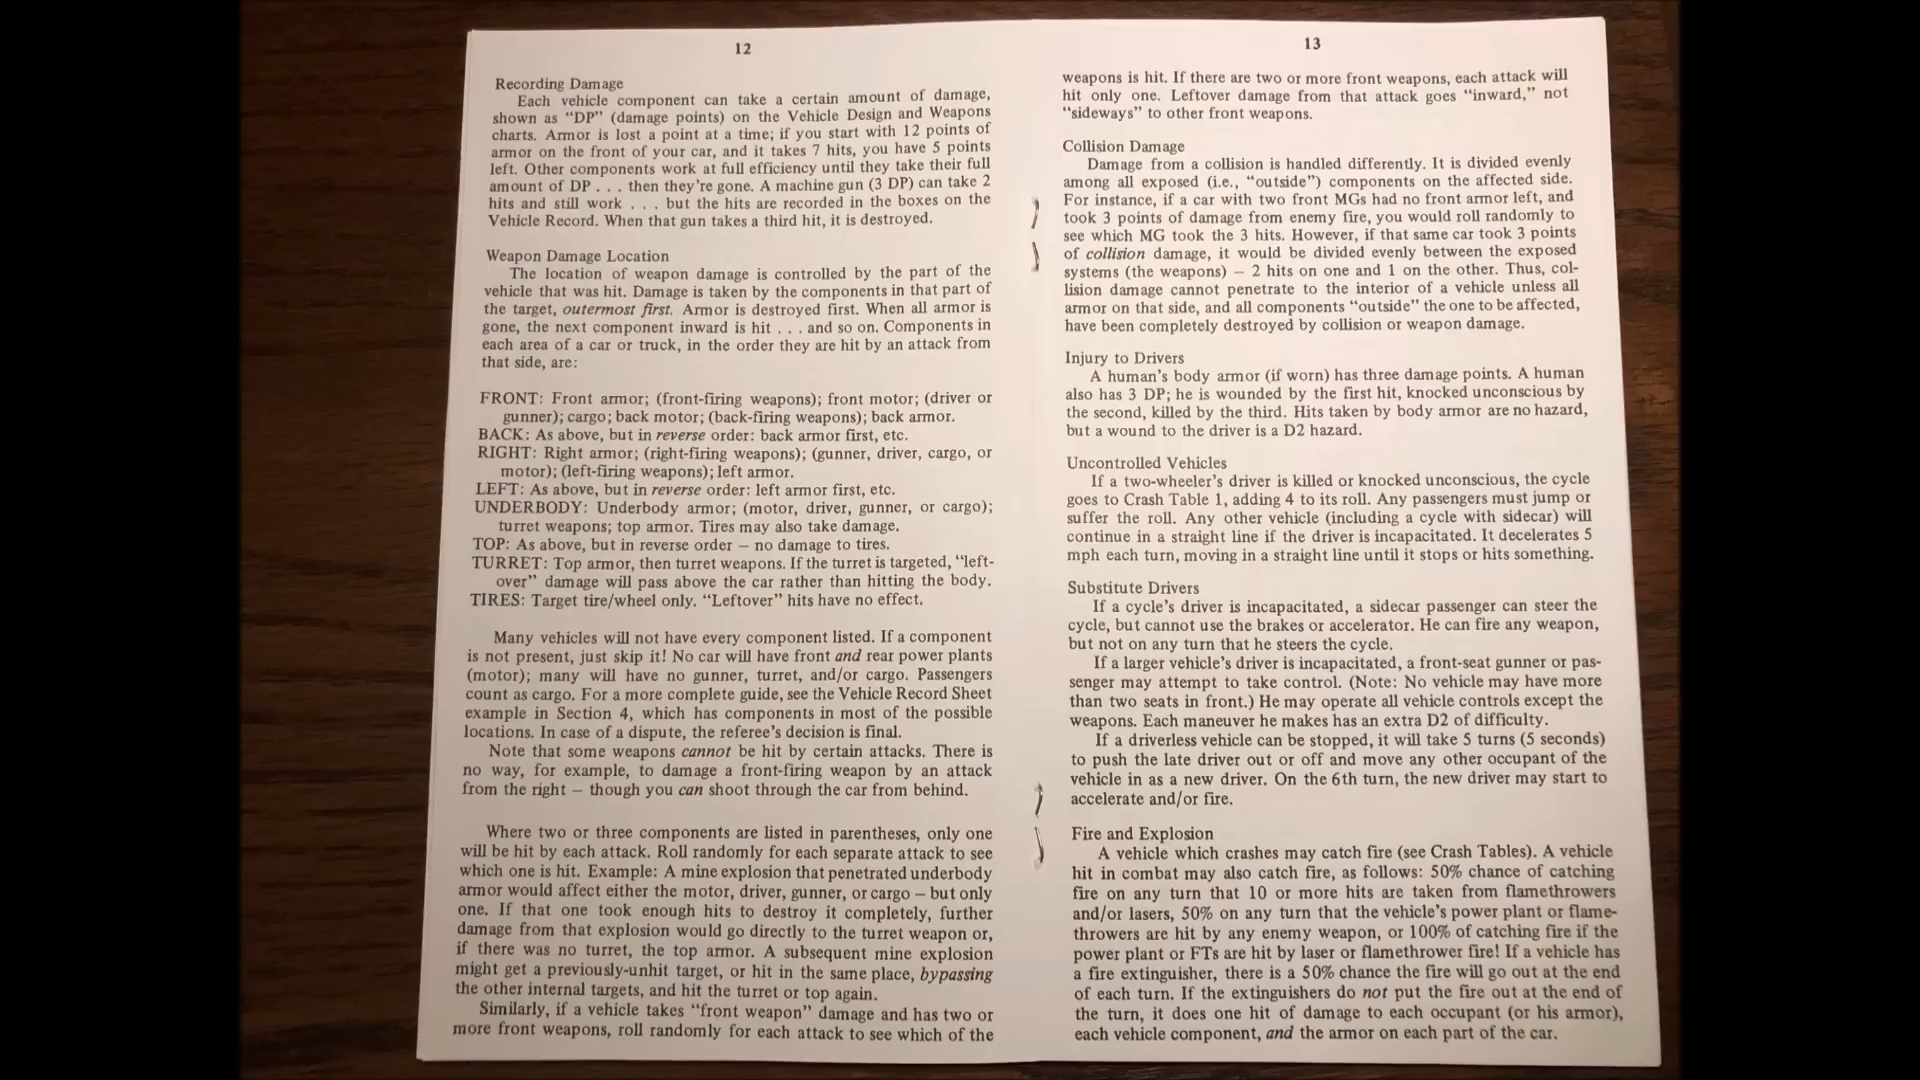 12
Recording Damage
Each vehicle component can take a certain amount of damage,
shown as “DP” (damage points) on the Vehicle Design and Weapons
charts. Armor is lost a point at a time; if you start with 12 points of
armor on the front of your car, and it takes 7 hits, you have 5 points
left. Other components work at full efficiency until they take their full
amount of DP . . . then they’re gone. A machine gun (3 DP) can take 2
hits and still work . . . but the hits are recorded in the boxes on the
Vehicle Record. When that gun takes a third hit, it is destroyed.
Weapon Damage Location
The location of weapon damage is controlled by the part of the
vehicle that was hit. Damage is taken by the components in that part of
the target, outermost first. Armor is destroyed first. When all armor is
gone, the next component inward is hit . . . and so on. Components in
each area of a car or truck, in the order they are hit by an attack from
that side, are:
FRONT: Front armor; (front-firing weapons); front motor; (driver or
gunner); cargo; back motor; (back-firing weapons); back armor.
BACK: As above, but in reverse order: back armor first, etc.
RIGHT: Right armor; (right-firing weapons); (gunner, driver, cargo, or
motor); (left-firing weapons); left armor.
LEFT: As above, but in reverse order: left armor first, etc.
UNDERBODY: Underbody armor; (motor, driver, gunner, or cargo);
turret weapons; top armor. Tires may also take damage.
TOP: As above, but in reverse order – no damage to tires.
TURRET: Top armor, then turret weapons. If the turret is targeted, “left-
over” damage will pass above the car rather than hitting the body.
TIRES: Target tire/wheel only. “Leftover” hits have no effect.
Many vehicles will not have every component listed. If a component
is not present, just skip it! No car will have front and rear power plants
(motor); many will have no gunner, turret, and/or cargo. Passengers
count as cargo. For a more complete guide, see the Vehicle Record Sheet
example in Section 4, which has components in most of the possible
locations. In case of a dispute, the referee’s decision is final.
Note that some weapons cannot be hit by certain attacks. There is
no way, for example, to damage a front-firing weapon by an attack
from the right – though you can shoot through the car from behind.
Where two or three components are listed in parentheses, only one
will be hit by each attack. Roll randomly for each separate attack to see
which one is hit. Example: A mine explosion that penetrated underbody
armor would affect either the motor, driver, gunner, or cargo – but only
one. If that one took enough hits to destroy it completely, further
damage from that explosion would go directly to the turret weapon or,
if there was no turret, the top armor. A subsequent mine explosion
might get a previously-unhit target, or hit in the same place, bypassing
the other internal targets, and hit the turret or top again.
Similarly, if a vehicle takes “front weapon” damage and has two or
more front weapons, roll randomly for each attack to see which of the
13
weapons is hit. If there are two or more front weapons, each attack will
hit only one. Leftover damage from that attack goes “inward,” not
“sideways” to other front weapons.
Collision Damage
Damage from a collision is handled differently. It is divided evenly
among all exposed (i.e., “outside”) components on the affected side.
For instance, if a car with two front MGs had no front armor left, and
took 3 points of damage from enemy fire, you would roll randomly to
see which MG took the 3 hits. However, if that same car took 3 points
of collision damage, it would be divided evenly between the exposed
systems (the weapons) – 2 hits on one and 1 on the other. Thus, col-
lision damage cannot penetrate to the interior of a vehicle unless all
armor on that side, and all components “outside” the one to be affected,
have been completely destroyed by collision or weapon damage.
Injury to Drivers
A human’s body armor (if worn) has three damage points. A human
also has 3 DP; he is wounded by the first hit, knocked unconscious by
the second, killed by the third. Hits taken by body armor are no hazard,
but a wound to the driver is a D2 hazard.
Uncontrolled Vehicles
If a two-wheeler’s driver is killed or knocked unconscious, the cycle
goes to Crash Table 1, adding 4 to its roll. Any passengers must jump or
suffer the roll. Any other vehicle (including a cycle with sidecar) will
continue in a straight line if the driver is incapacitated. It decelerates 5
mph each turn, moving in a straight line until it stops or hits something.
Substitute Drivers
If a cycle’s driver is incapacitated, a sidecar passenger can steer the
cycle, but cannot use the brakes or accelerator. He can fire any weapon,
but not on any turn that he steers the cycle.
If a larger vehicle’s driver is incapacitated, a front-seat gunner or pas-
senger may attempt to take control. (Note: No vehicle may have more
than two seats in front.) He may operate all vehicle controls except the
weapons. Each maneuver he makes has an extra D2 of difficulty.
If a driverless vehicle can be stopped, it will take 5 turns (5 seconds)
to push the late driver out or off and move any other occupant of the
vehicle in as a new driver. On the 6th turn, the new driver may start to
accelerate and/or fire.
Fire and Explosion
A vehicle which crashes may catch fire (see Crash Tables). A vehicle
hit in combat may also catch fire, as follows: 50% chance of catching
fire on any turn that 10 or more hits are taken from flamethrowers
and/or lasers, 50% on any turn that the vehicle’s power plant or flame-
throwers are hit by any enemy weapon, or 100% of catching fire if the
power plant or FTs are hit by laser or flamethrower fire! If a vehicle has
a fire extinguisher, there is a 50% chance the fire will go out at the end
of each turn. If the extinguishers do not put the fire out at the end of
the turn, it does one hit of damage to each occupant (or his armor),
each vehicle component, and the armor on each part of the car.